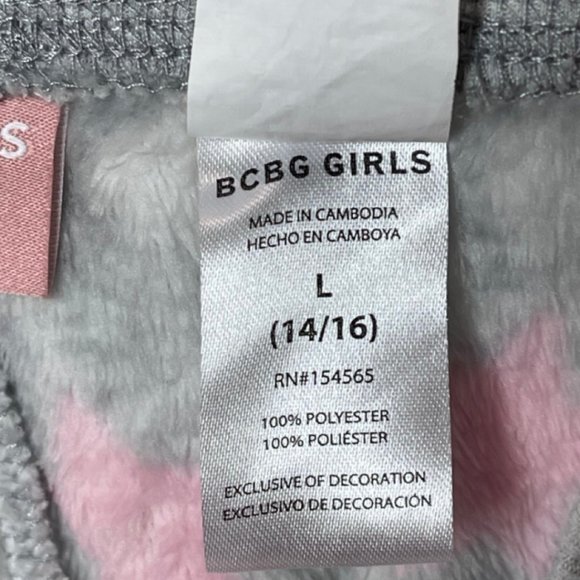 S
BCBG GIRLS
MADE IN CAMBODIA
HECHO EN CAMBOYA
L
(14/16)
RN#154565
100% POLYESTER
100% POLIÉSTER
EXCLUSIVE OF DECORATION
EXCLUSIVO DE DECORACIÓN